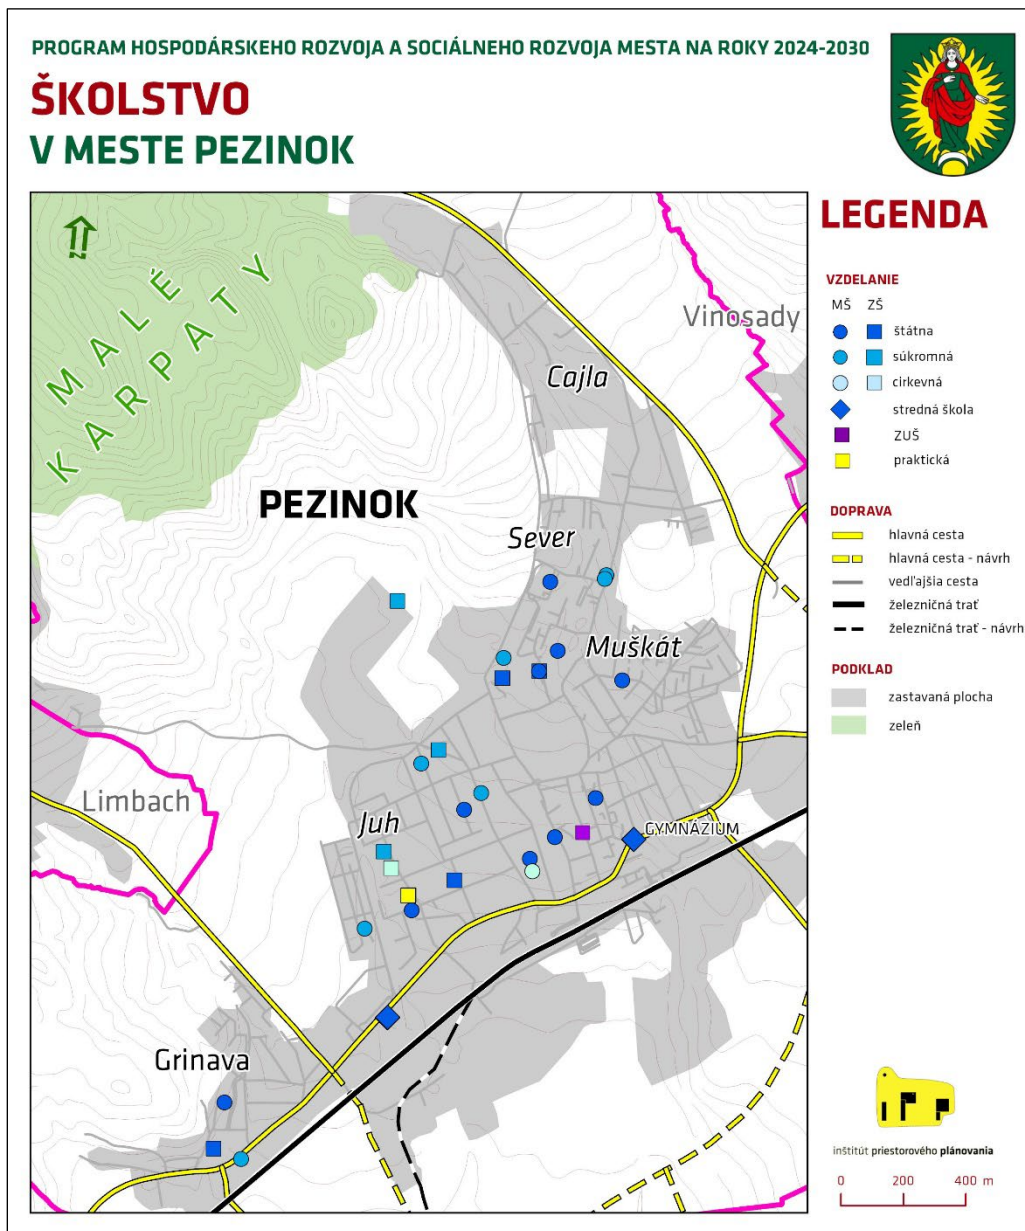 PROGRAM HOSPODÁRSKEHO ROZVOJA A SOCIÁLNEHO ROZVOJA MESTA NA ROKY 2024-2030
ŠKOLSTVO
V MESTE PEZINOK
LEGENDA
VZDELANIE
MŠ ZŠ
štátna
súkromná
cirkevná
stredná škola
ZUŠ
praktická
DOPRAVA
hlavná cesta
hlavná cesta - návrh
vedľajšia cesta
železničná trať
železničná trať - návrh
PODKLAD
zastavaná plocha
zeleň
MALÉ
KARPATY
Vinosady
Cajla
PEZINOK
Sever
Muškát
Limbach
Juh
GYMNÁZIUM
Grinava
inštitút priestorového plánovania
0 200 400 m